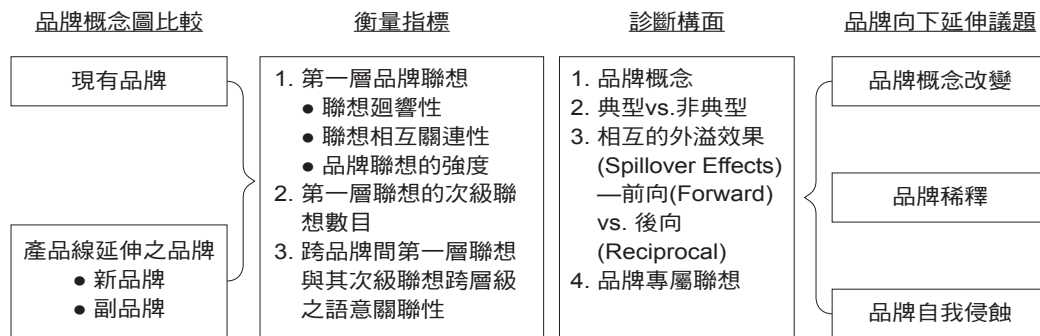 品牌概念圖比較
現有品牌
產品線延伸之品牌
● 新品牌
● 副品牌
衡量指標
1. 第一層品牌聯想
● 聯想迴響性
● 聯想相互關連性
● 品牌聯想的強度
2. 第一層聯想的次級聯
想數目
3. 跨品牌間第一層聯想
與其次級聯想跨層級
之語意關聯性
診斷構面
1. 品牌概念
2. 典型vs.非典型
3. 相互的外溢效果
(Spillover Effects)
—前向(Forward)
vs. 後向
(Reciprocal)
4. 品牌專屬聯想
品牌向下延伸議題
品牌概念改變
品牌稀釋
品牌自我侵蝕